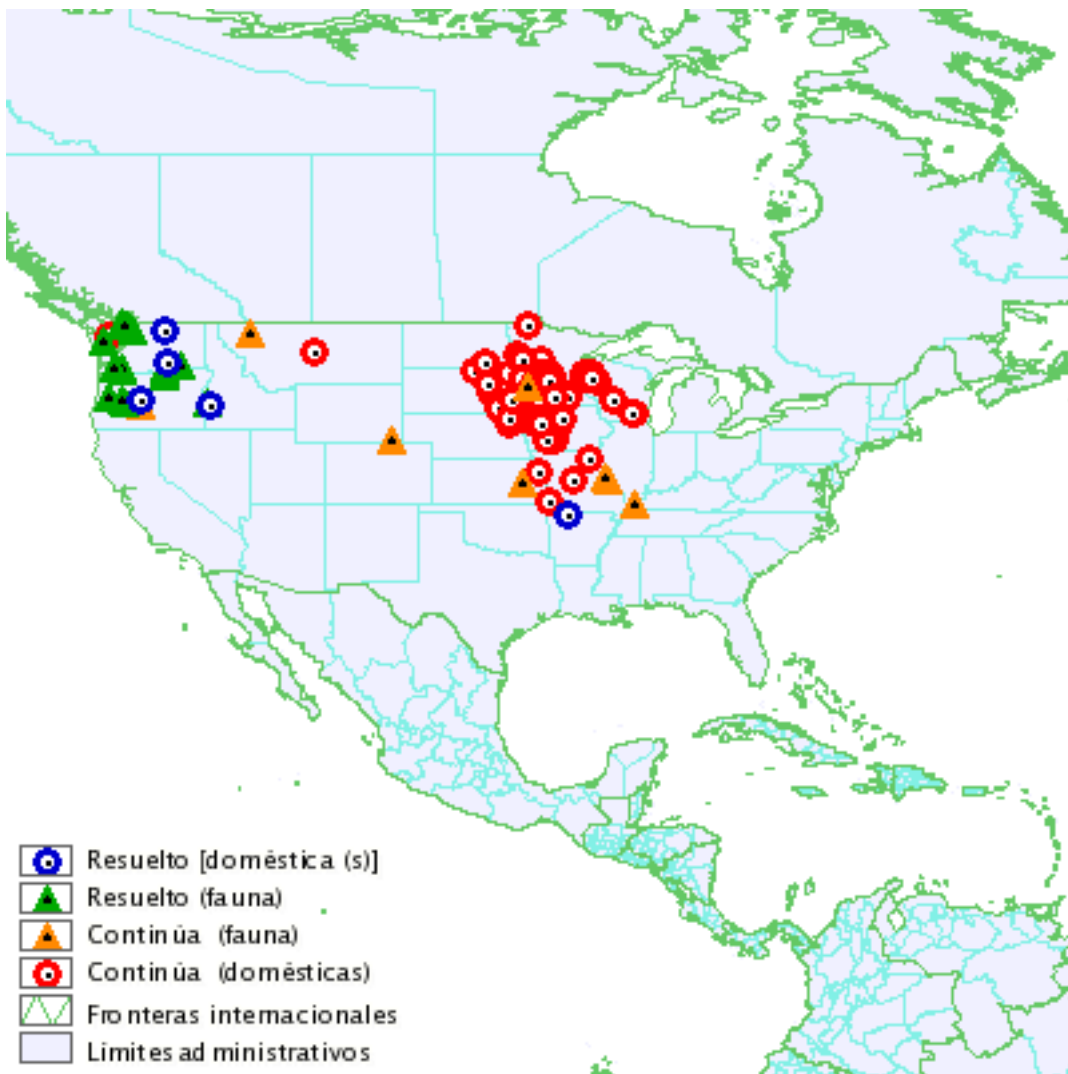 Resuelto [doméstica (s)]
Resuelto (fauna)
Continúa (fauna)
Continúa (domésticas)
Fronteras internacionales
Límites administrativos